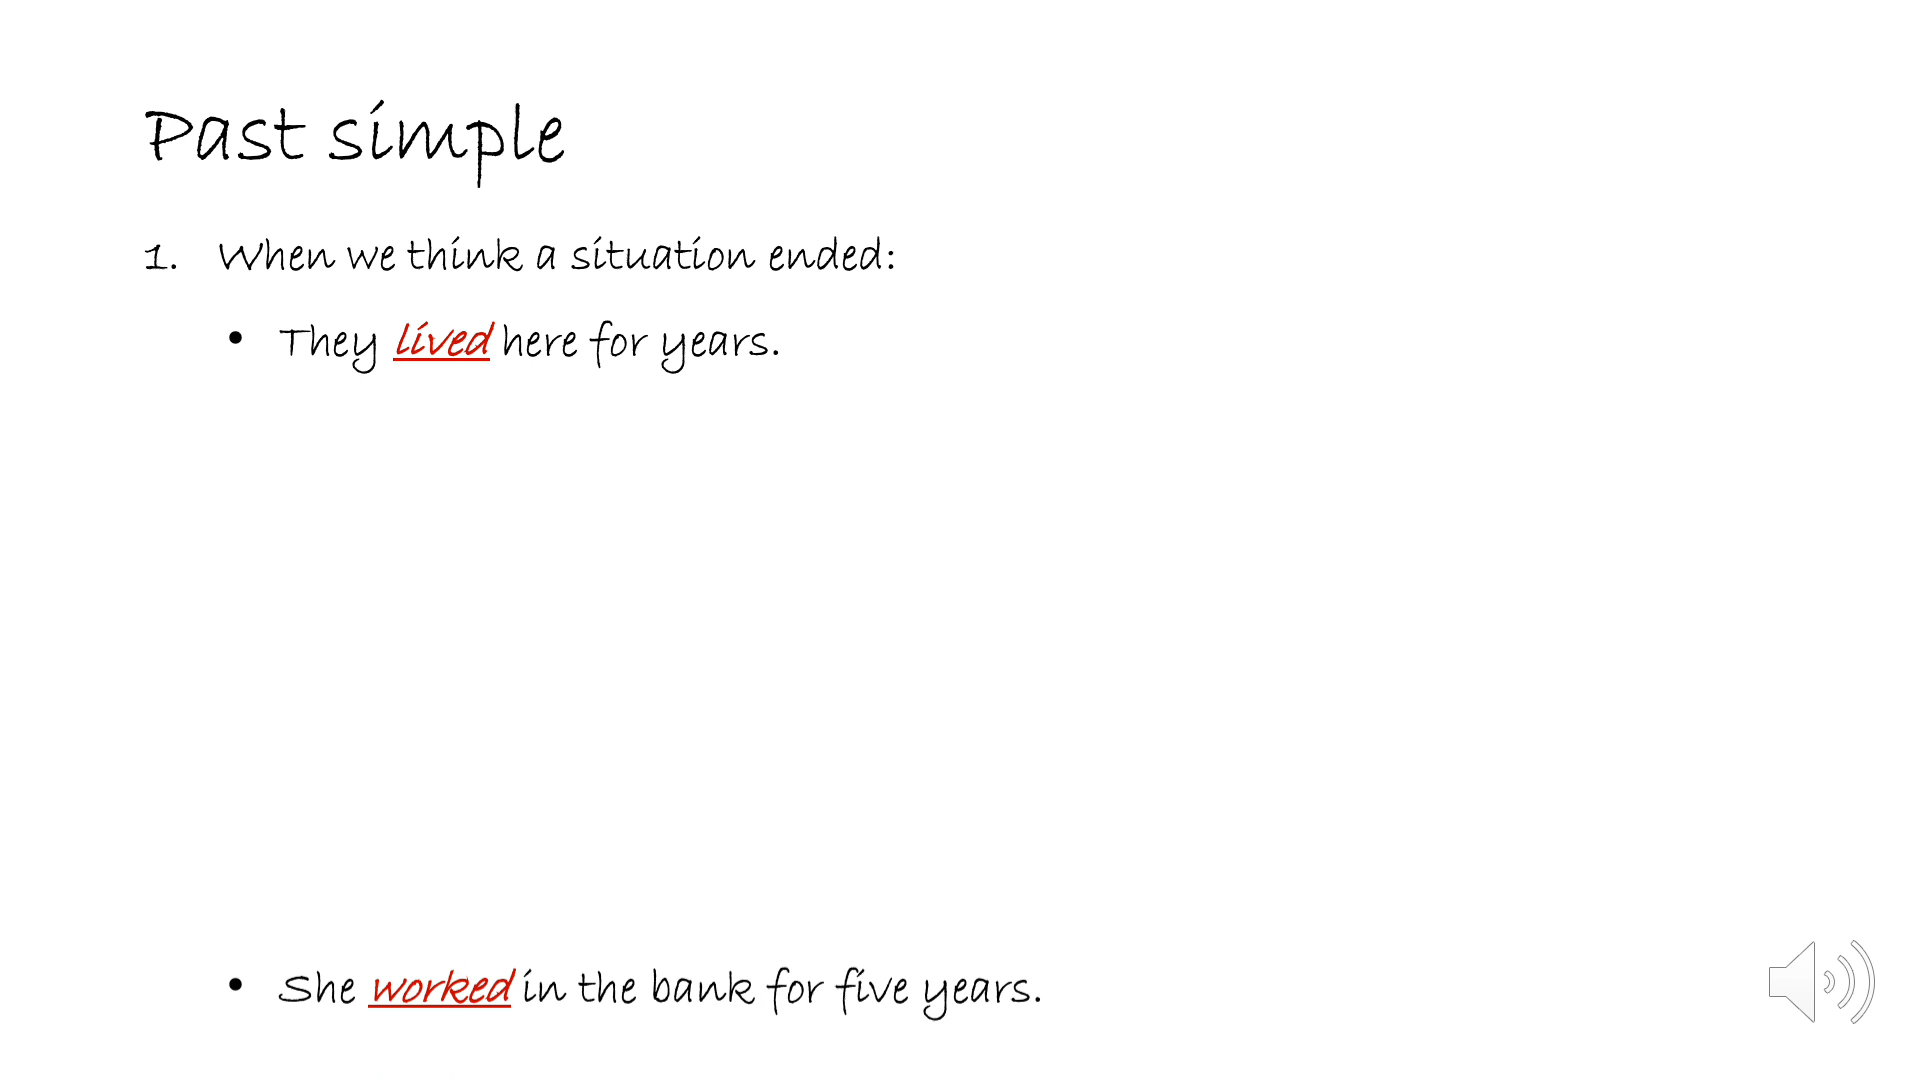 Past simple
1. When we think a situation ended:
• They lived here for years.
• She worked in the bank for five years.